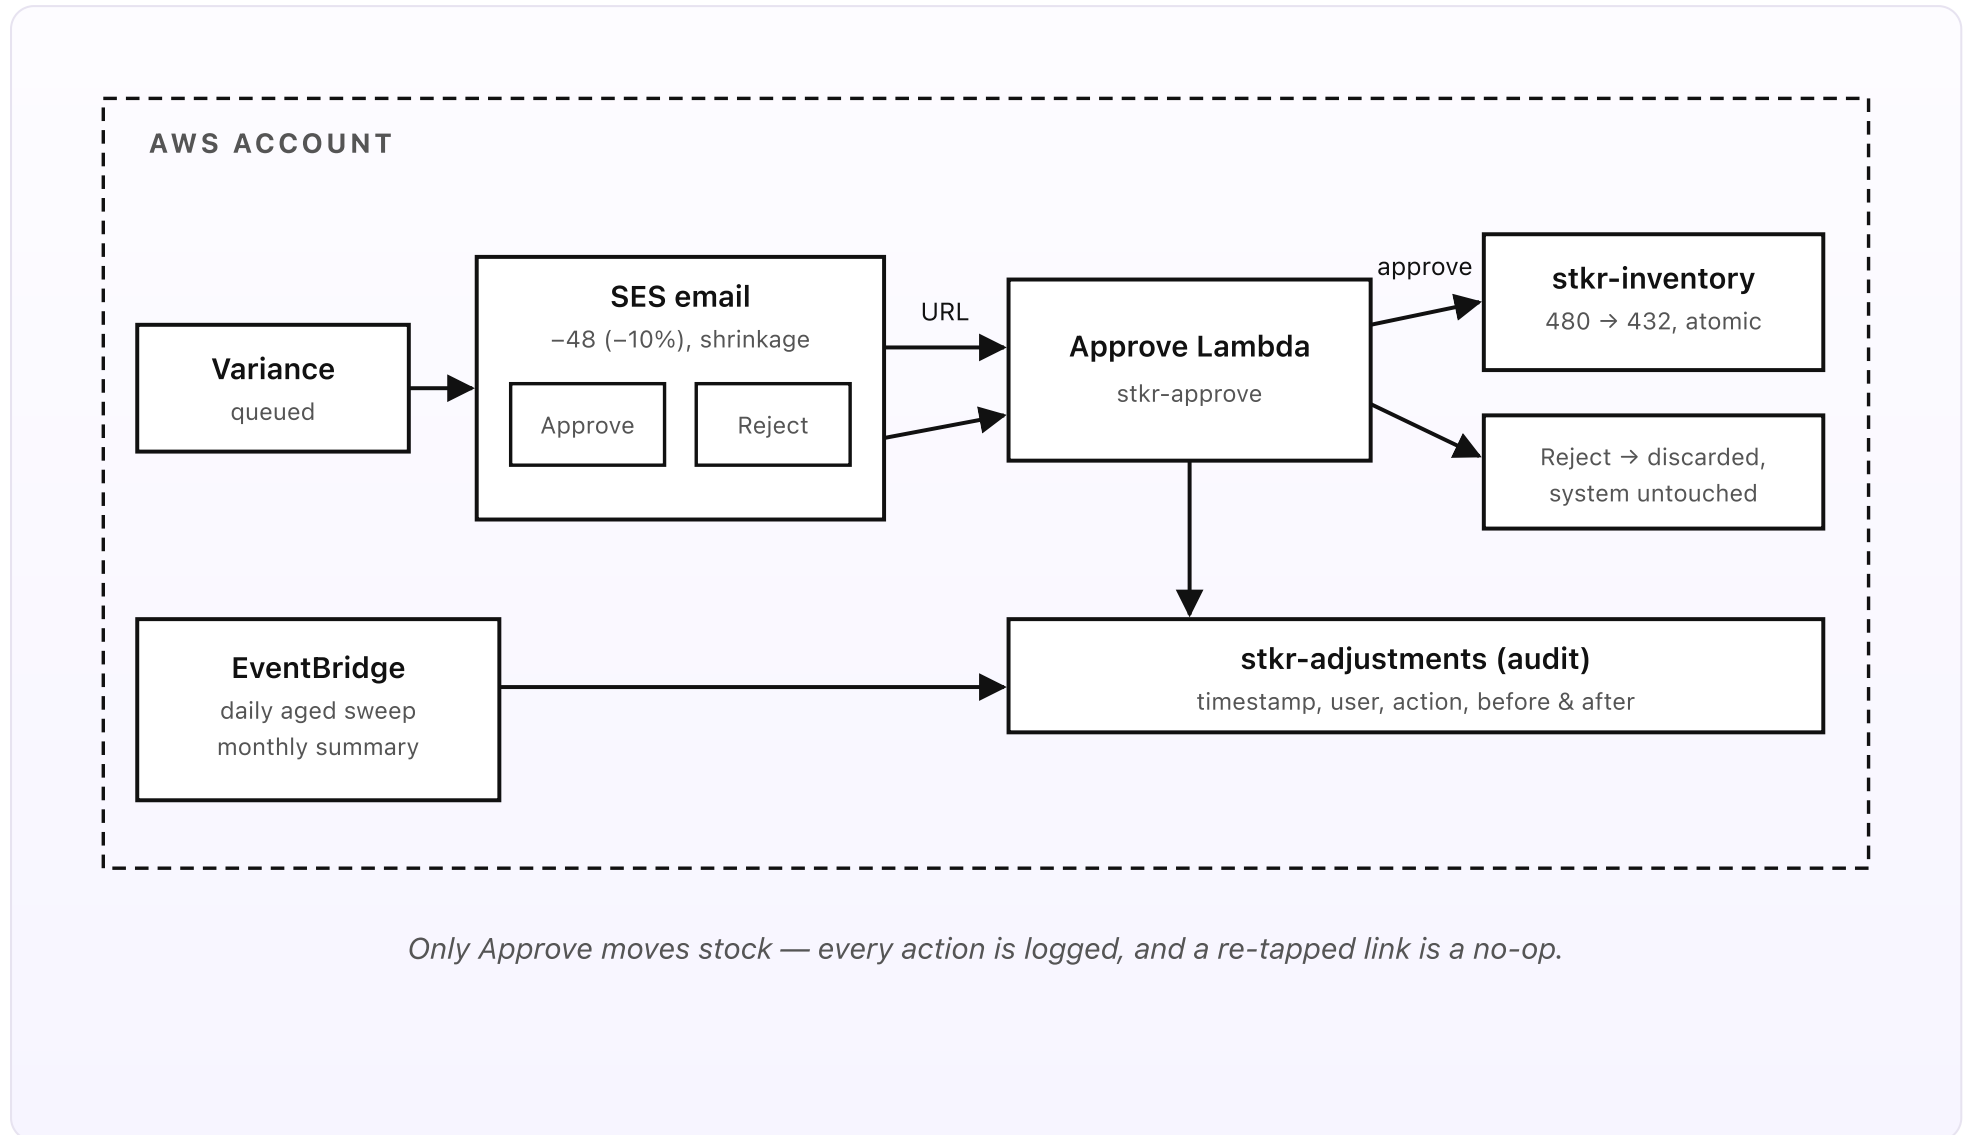 AWS ACCOUNT
Variance
queued
SES email
−48 (−10%), shrinkage
Approve
Reject
URL
Approve Lambda
stkr-approve
approve
stkr-inventory
480 → 432, atomic
Reject → discarded,
system untouched
EventBridge
daily aged sweep
monthly summary
stkr-adjustments (audit)
timestamp, user, action, before & after
Only Approve moves stock — every action is logged, and a re-tapped link is a no-op.